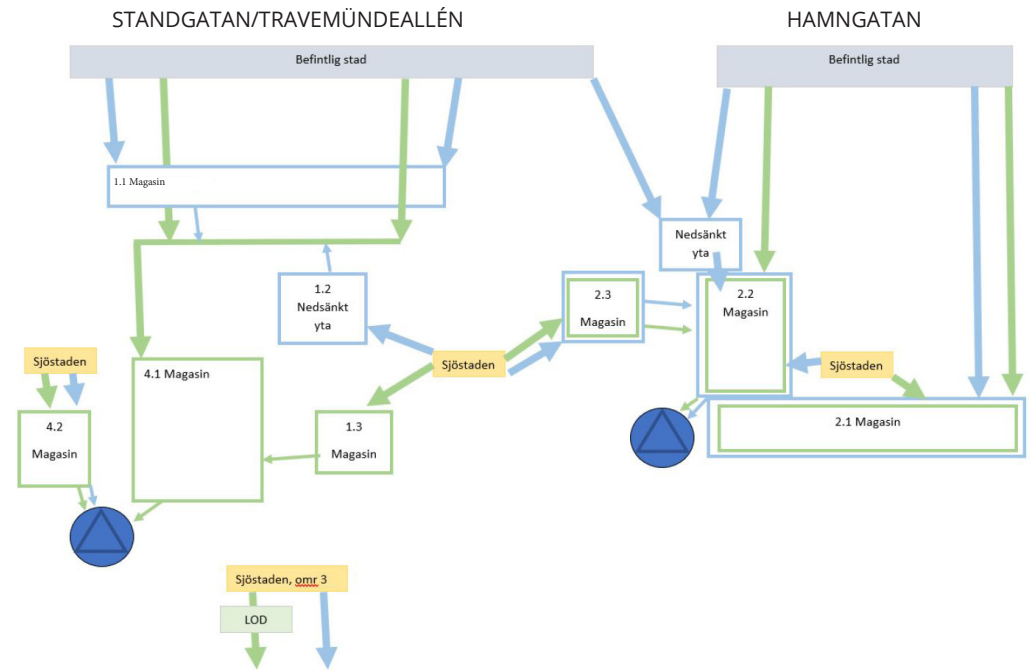 STANDGATAN/TRAVEMÜNDEALLÉN
HAMNGATAN
Befintlig stad
Befintlig stad
1.1 Magasin
Nedsänkt
yta
1.2
Nedsänkt
yta
2.3
Magasin
2.2
Magasin
Sjöstaden
Sjöstaden
Sjöstaden
4.1 Magasin
4.2
Magasin
1.3
Magasin
2.1 Magasin
Sjöstaden, omr 3
LOD